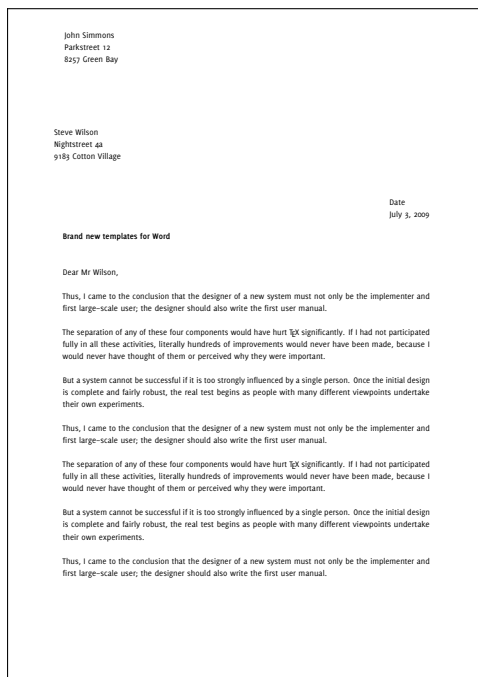 John Simmons
Parkstreet 12
8257 Green Bay
Steve Wilson
Nightstreet 4a
9183 Cotton Village
Date
July 3, 2009
Brand new templates for Word
Dear Mr Wilson,
Thus, I came to the conclusion that the designer of a new system must not only be the implementer and
first large-scale user; the designer should also write the first user manual.
The separation of any of these four components would have hurt TEX significantly. If I had not participated
fully in all these activities, literally hundreds of improvements would never have been made, because I
would never have thought of them or perceived why they were important.
But a system cannot be successful if it is too strongly influenced by a single person. Once the initial design
is complete and fairly robust, the real test begins as people with many different viewpoints undertake
their own experiments.
Thus, I came to the conclusion that the designer of a new system must not only be the implementer and
first large-scale user; the designer should also write the first user manual.
The separation of any of these four components would have hurt TEX significantly. If I had not participated
fully in all these activities, literally hundreds of improvements would never have been made, because I
would never have thought of them or perceived why they were important.
But a system cannot be successful if it is too strongly influenced by a single person. Once the initial design
is complete and fairly robust, the real test begins as people with many different viewpoints undertake
their own experiments.
Thus, I came to the conclusion that the designer of a new system must not only be the implementer and
first large-scale user; the designer should also write the first user manual.